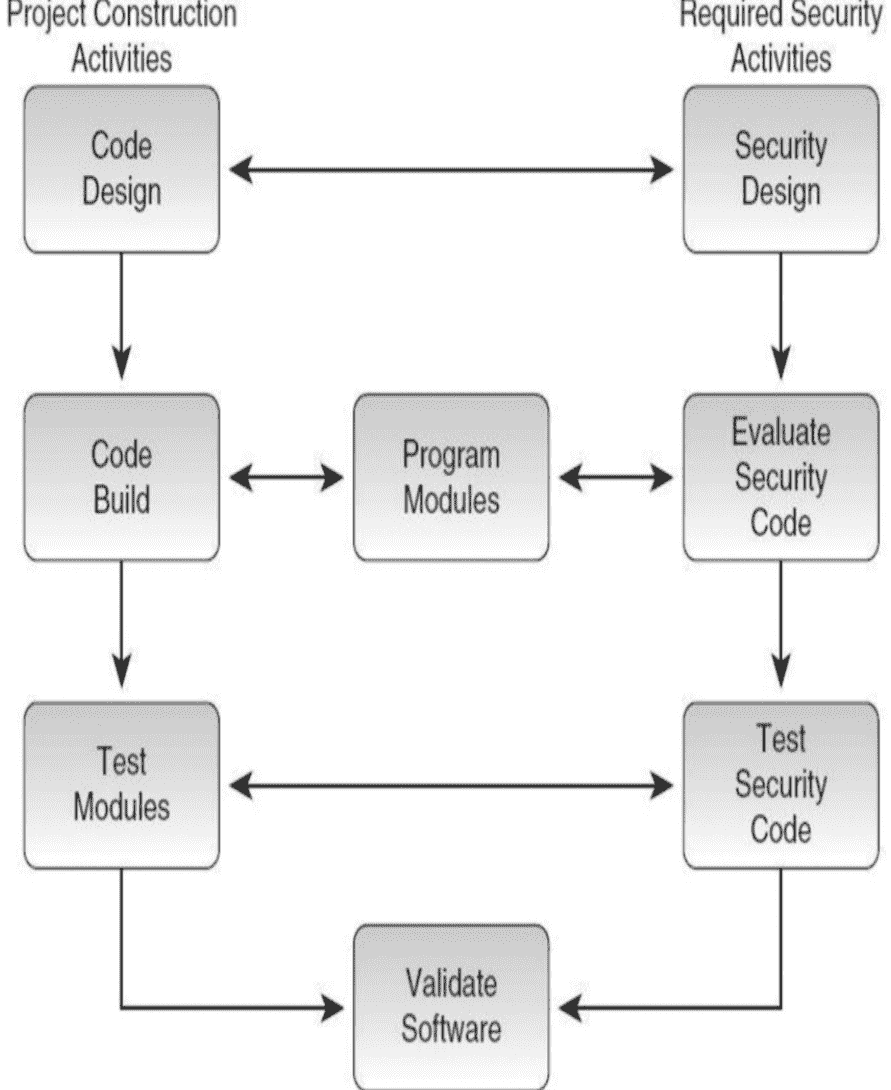 Project Construction
Activities
Required Security
Activities
Code
Design
Security
Design
Code
Build
Program
Modules
Evaluate
Security
Code
Test
Modules
Test
Security
Code
Validate
Software